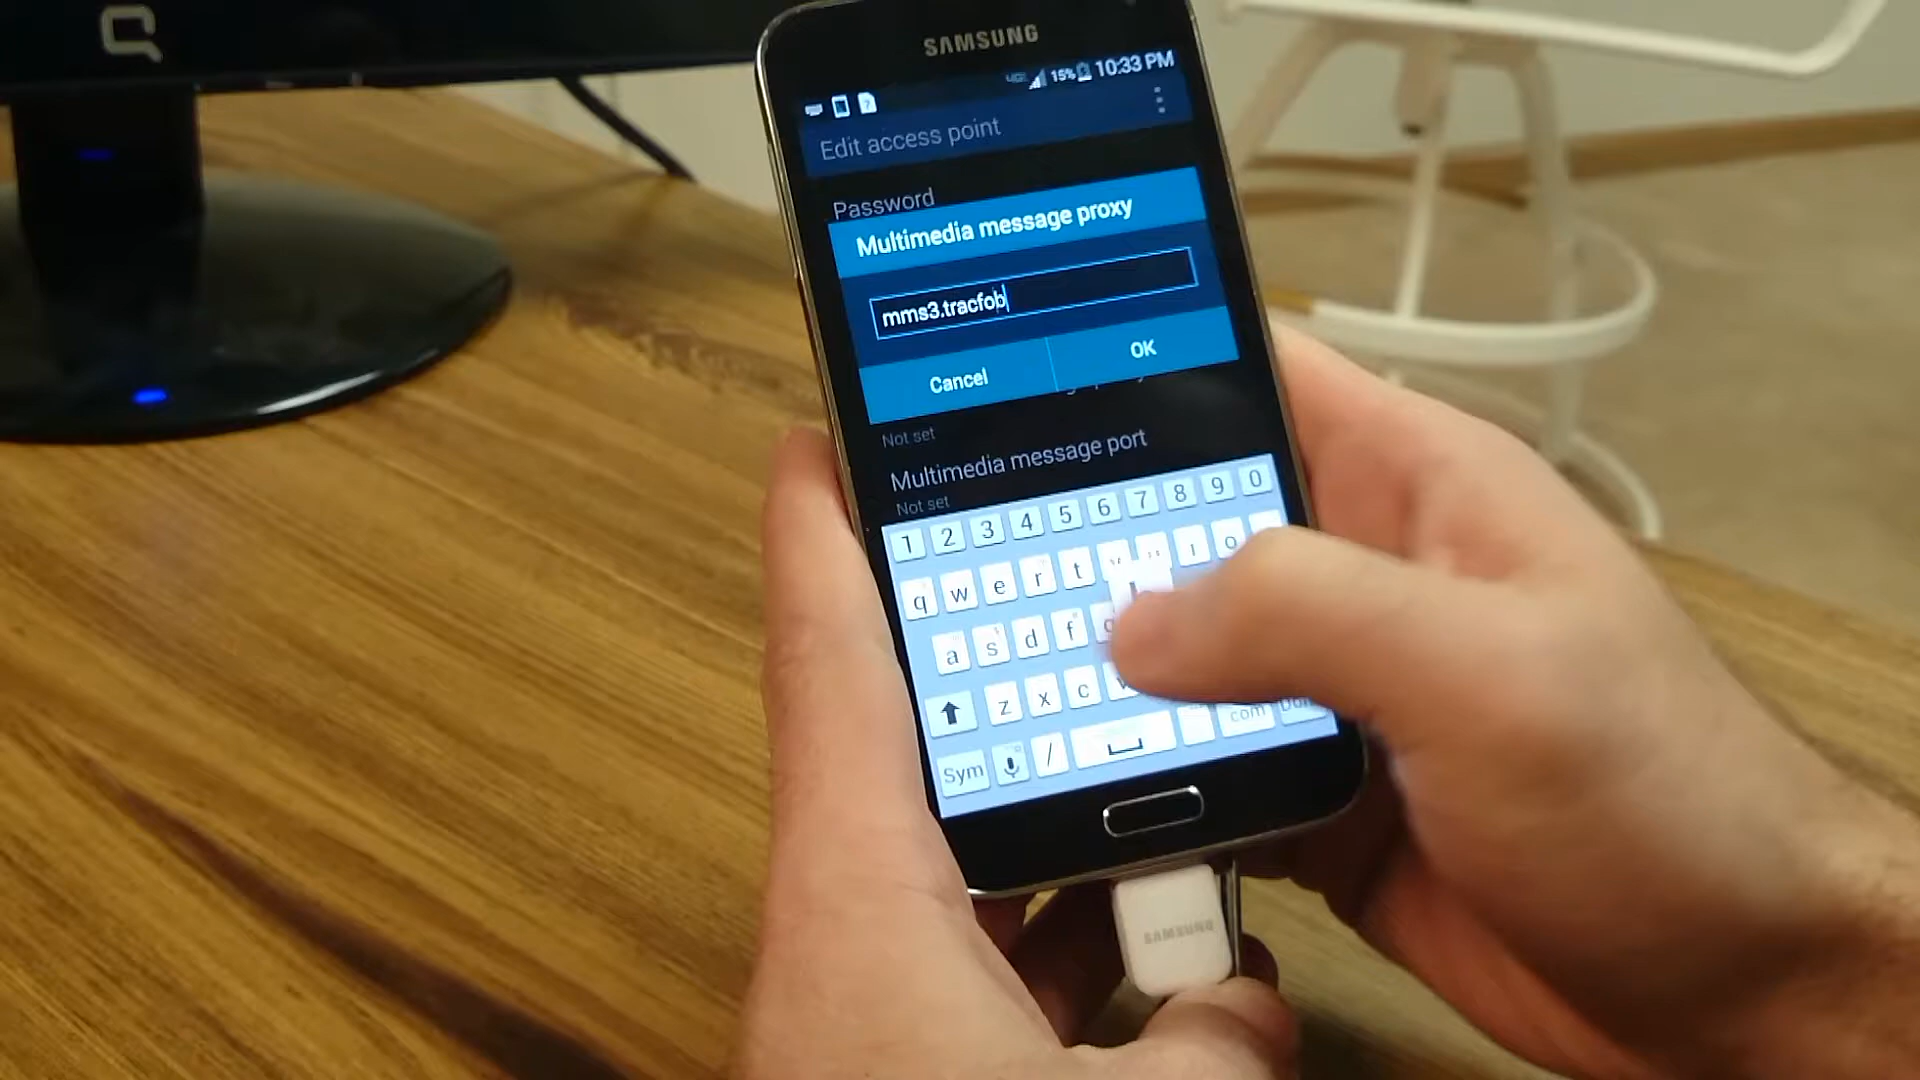 SAMSUNG
15% 10:33 PM
Edit access point
Password
Multimedia message proxy
mms3.tracfob
Cancel OK
Not set
Multimedia message port
Not set
1 2 3 4 5 6 7 8 9 0
q w e r t y u i o
a s d f g
z x c v
Sym / com Done
SAMSUNG